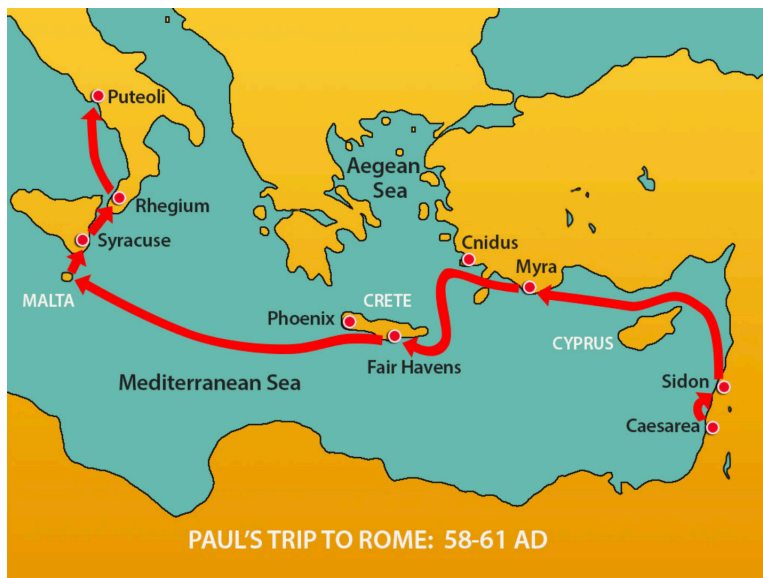 Puteoli
Aegean
Sea
Rhegium
Syracuse
Cnidus
Myra
MALTA
CRETE
Phoenix
CYPRUS
Fair Havens
Mediterranean Sea
Sidon
Caesarea
PAUL'S TRIP TO ROME: 58-61 AD